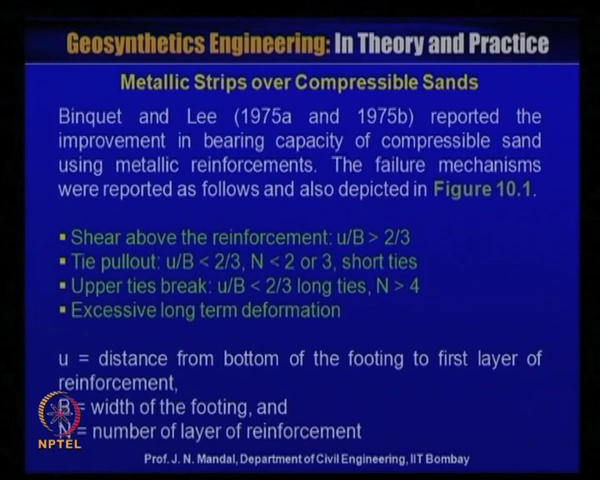 Geosynthetics Engineering: In Theory and Practice
Metallic Strips over Compressible Sands
Binquet and Lee (1975a and 1975b) reported the
improvement in bearing capacity of compressible sand
using metallic reinforcements. The failure mechanisms
were reported as follows and also depicted in Figure 10.1.
▪ Shear above the reinforcement: u/B > 2/3
▪ Tie pullout: u/B < 2/3, N < 2 or 3, short ties
▪ Upper ties break: u/B < 2/3 long ties, N > 4
▪ Excessive long term deformation
u = distance from bottom of the footing to first layer of
reinforcement,
B = width of the footing, and
N = number of layer of reinforcement
NPTEL
Prof. J. N. Mandal, Department of Civil Engineering, IIT Bombay